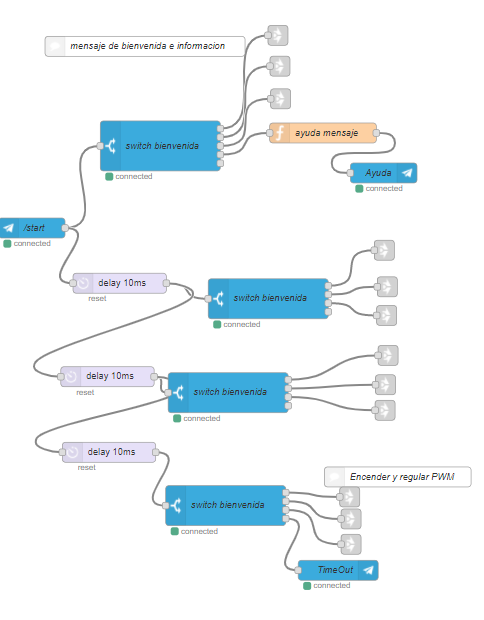 mensaje de bienvenida e informacion
ayuda mensaje
switch bienvenida
connected
Ayuda
connected
/start
connected
delay 10ms
reset
switch bienvenida
connected
delay 10ms
reset
switch bienvenida
connected
delay 10ms
reset
Encender y regular PWM
switch bienvenida
connected
TimeOut
connected